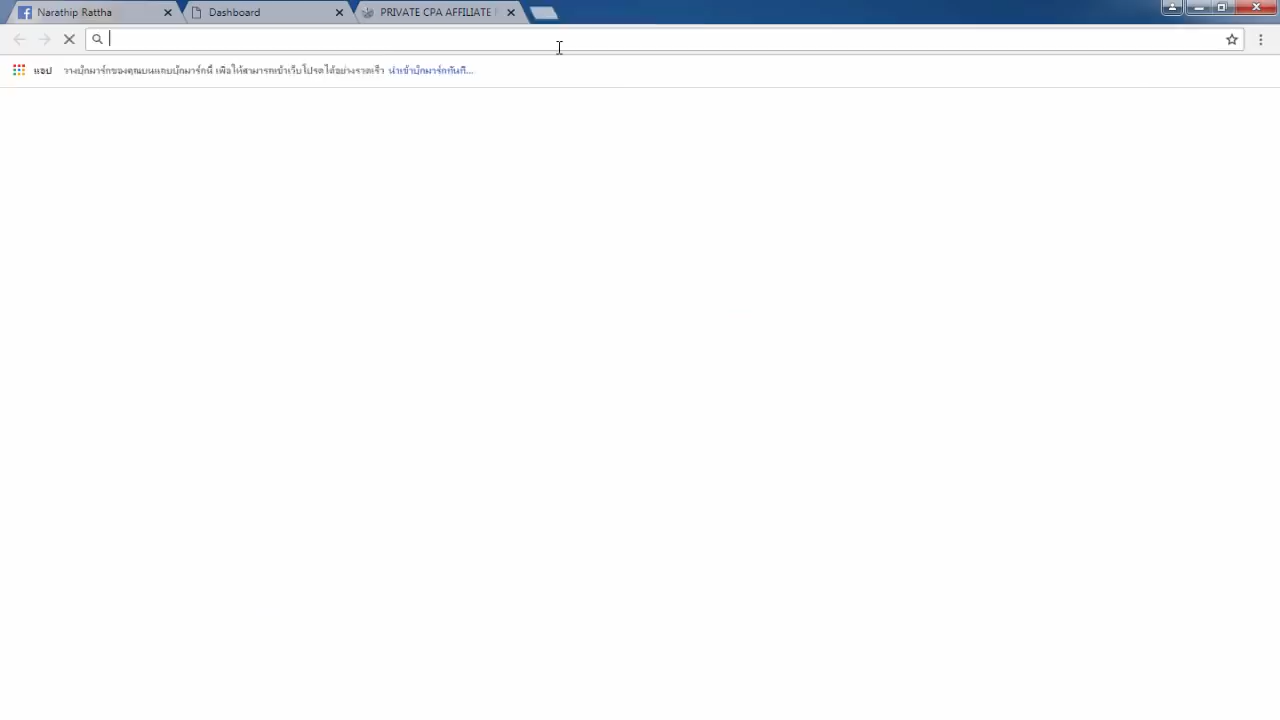 Narathip Rattha
Dashboard
PRIVATE CPA AFFILIATE
แอป
วางบุ๊กมาร์กของคุณบนแถบบุ๊กมาร์กนี้ เพื่อให้สามารถเข้าเว็บโปรดได้อย่างรวดเร็ว นำเข้าบุ๊กมาร์กทันที...